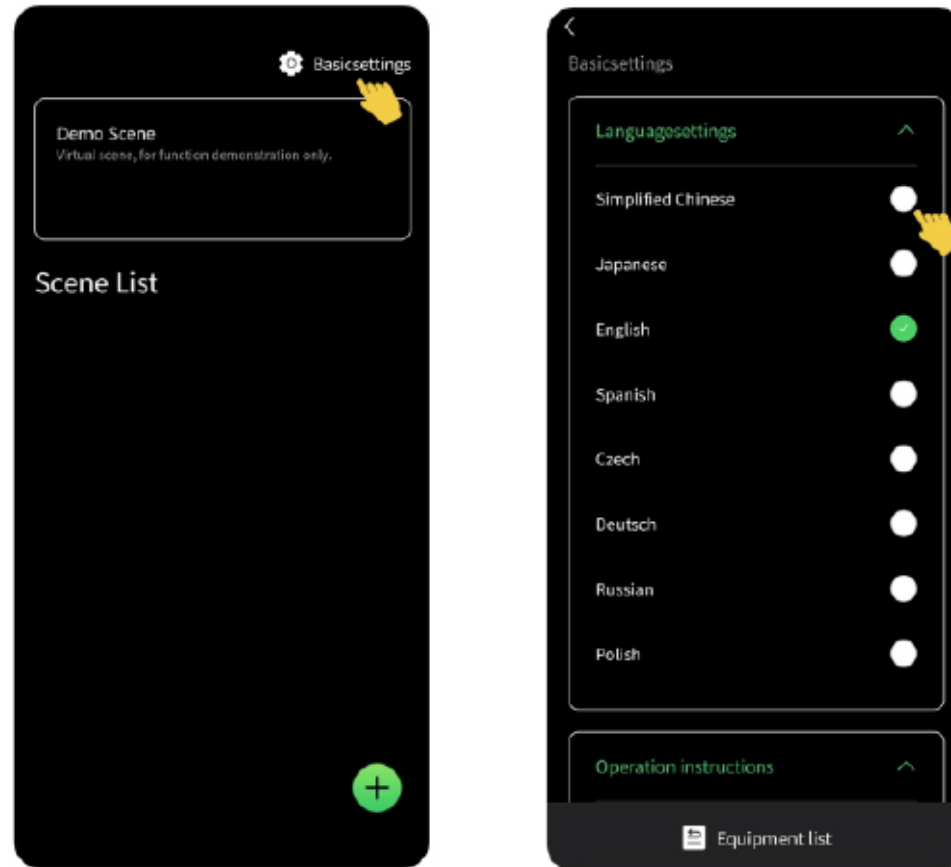 Basicsettings
Demo Scene
Virtual scene, for function demonstration only.
Scene List
Basicsettings
Languagesettings
Simplified Chinese
Japanese
English
Spanish
Czech
Deutsch
Russian
Polish
Operation instructions
Equipment list